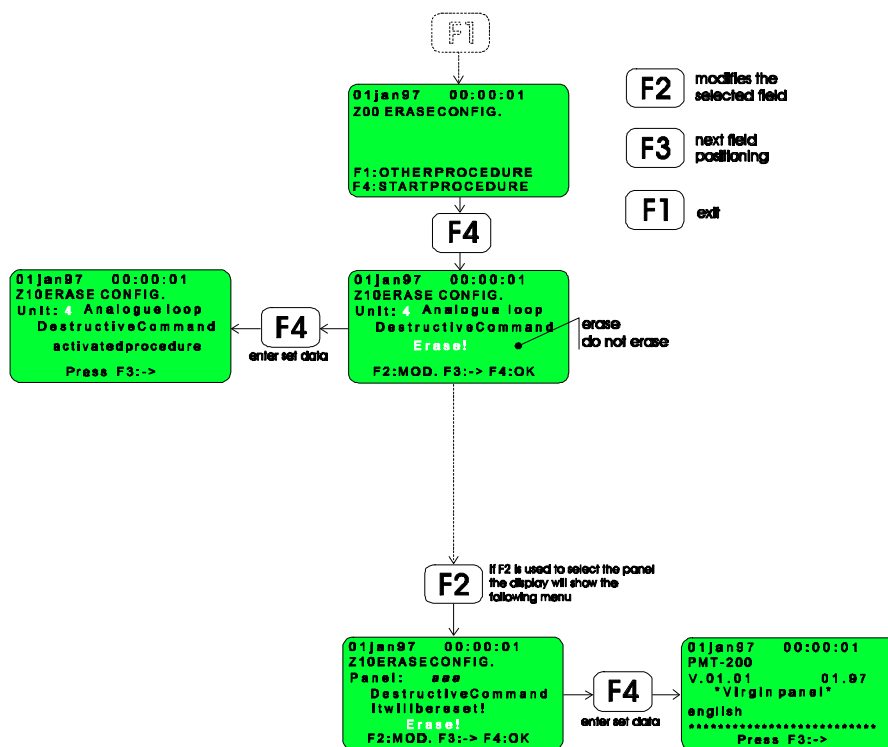 F1
01jan97 00:00:01
Z00 ERASECONFIG.
F1:OTHERPROCEDURE
F4:STARTPROCEDURE
F2
modifies the
selected field
F3
next field
positioning
F1
exit
F4
01jan97 00:00:01
Z10ERASE CONFIG.
Unit: 4 Analogue loop
DestructiveCommand
activatedprocedure
Press F3:->
F4
enter set data
01jan97 00:00:01
Z10ERASE CONFIG.
Unit: 4 Analogue loop
DestructiveCommand
Erase!
F2:MOD. F3:-> F4:OK
erase
do not erase
F2
If F2 is used to select the panel
the display will show the
following menu
01jan97 00:00:01
Z10ERASECONFIG.
Panel: aaa
DestructiveCommand
Itwillbereset!
Erase!
F2:MOD. F3:-> F4:OK
F4
enter set data
01jan97 00:00:01
PMT-200
V.01.01 01.97
"Virgin panel"
english
**************************
Press F3:->